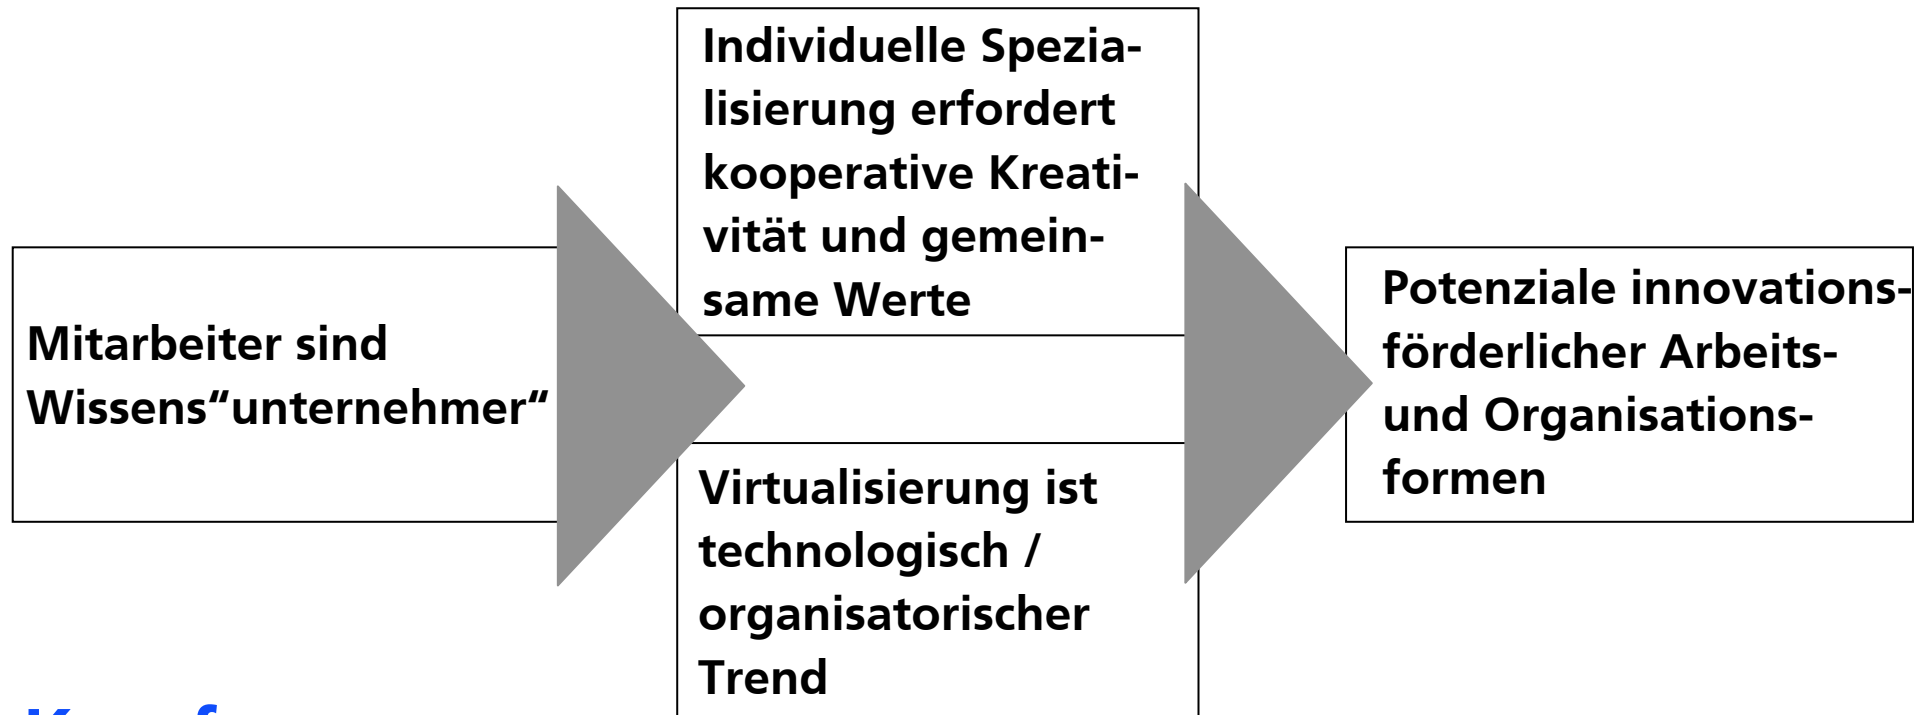 Mitarbeiter sind
Wissens“unternehmer“
Individuelle Spezia-
lisierung erfordert
kooperative Kreati-
vität und gemein-
same Werte
Virtualisierung ist
technologisch /
organisatorischer
Trend
Potenziale innovations-
förderlicher Arbeits-
und Organisations-
formen